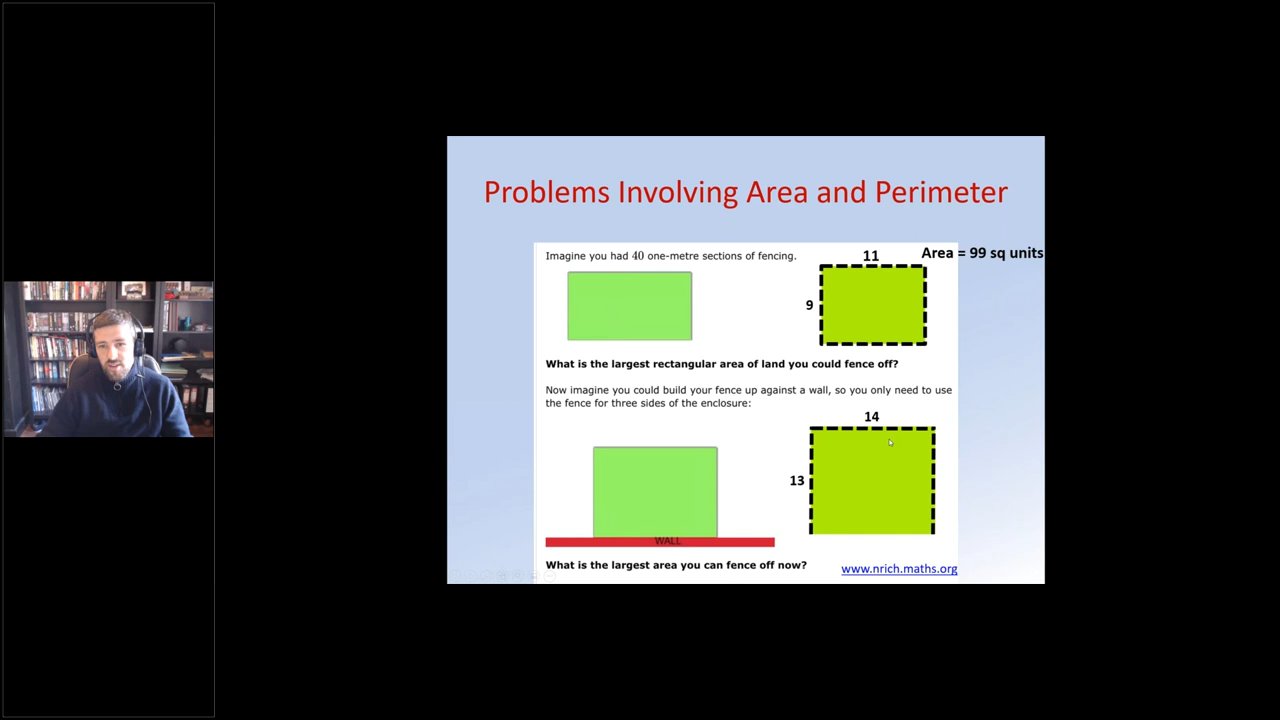 Problems Involving Area and Perimeter
Imagine you had 40 one-metre sections of fencing.
11
Area = 99 sq units
9
What is the largest rectangular area of land you could fence off?
Now imagine you could build your fence up against a wall, so you only need to use
the fence for three sides of the enclosure:
14
13
WALL
What is the largest area you can fence off now?
www.nrich.maths.org